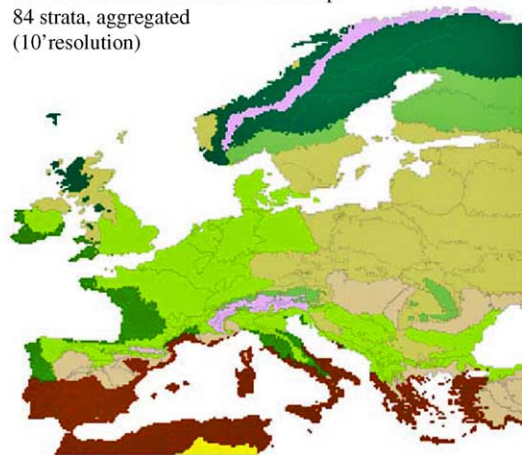 84 strata, aggregated
(10'resolution)